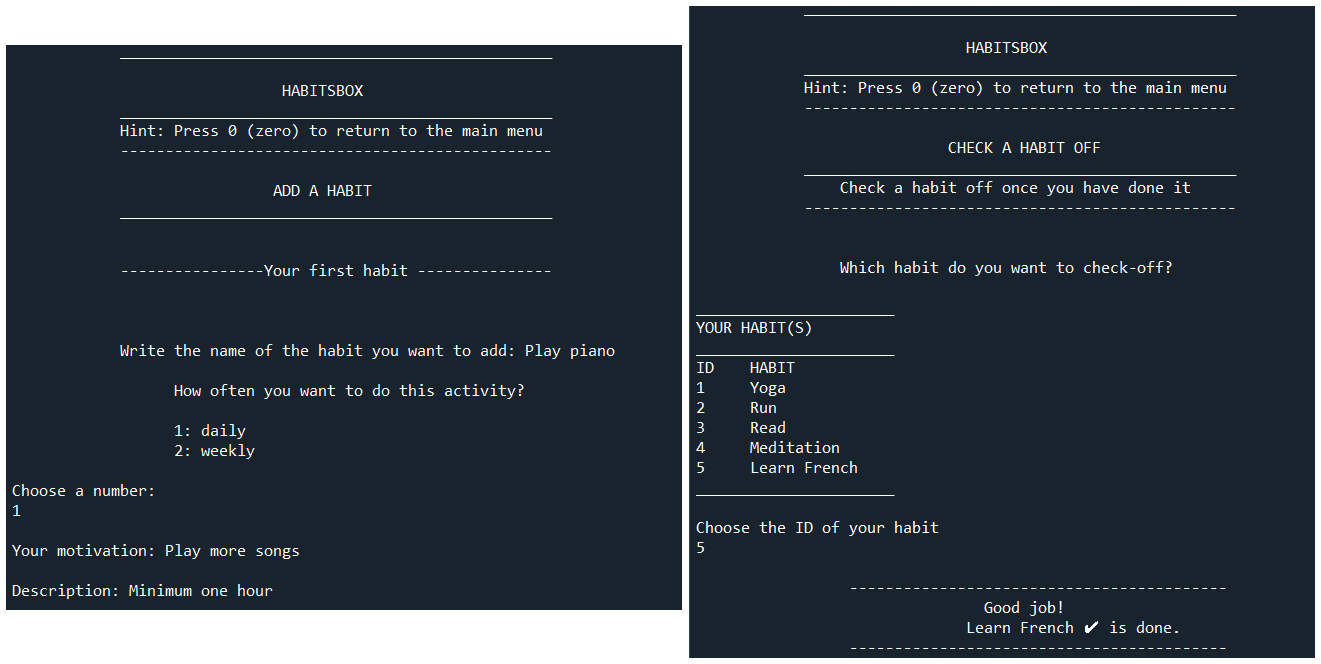 HABITSBOX
Hint: Press 0 (zero) to return to the main menu
ADD A HABIT
----------------Your first habit ---------------
Write the name of the habit you want to add: Play piano
How often you want to do this activity?
1: daily
2: weekly
Choose a number:
1
Your motivation: Play more songs
Description: Minimum one hour
HABITSBOX
Hint: Press 0 (zero) to return to the main menu
CHECK A HABIT OFF
Check a habit off once you have done it
Which habit do you want to check-off?
YOUR HABIT(S)
ID HABIT
1 Yoga
2 Run
3 Read
4 Meditation
5 Learn French
Choose the ID of your habit
5
Good job!
Learn French ✔ is done.